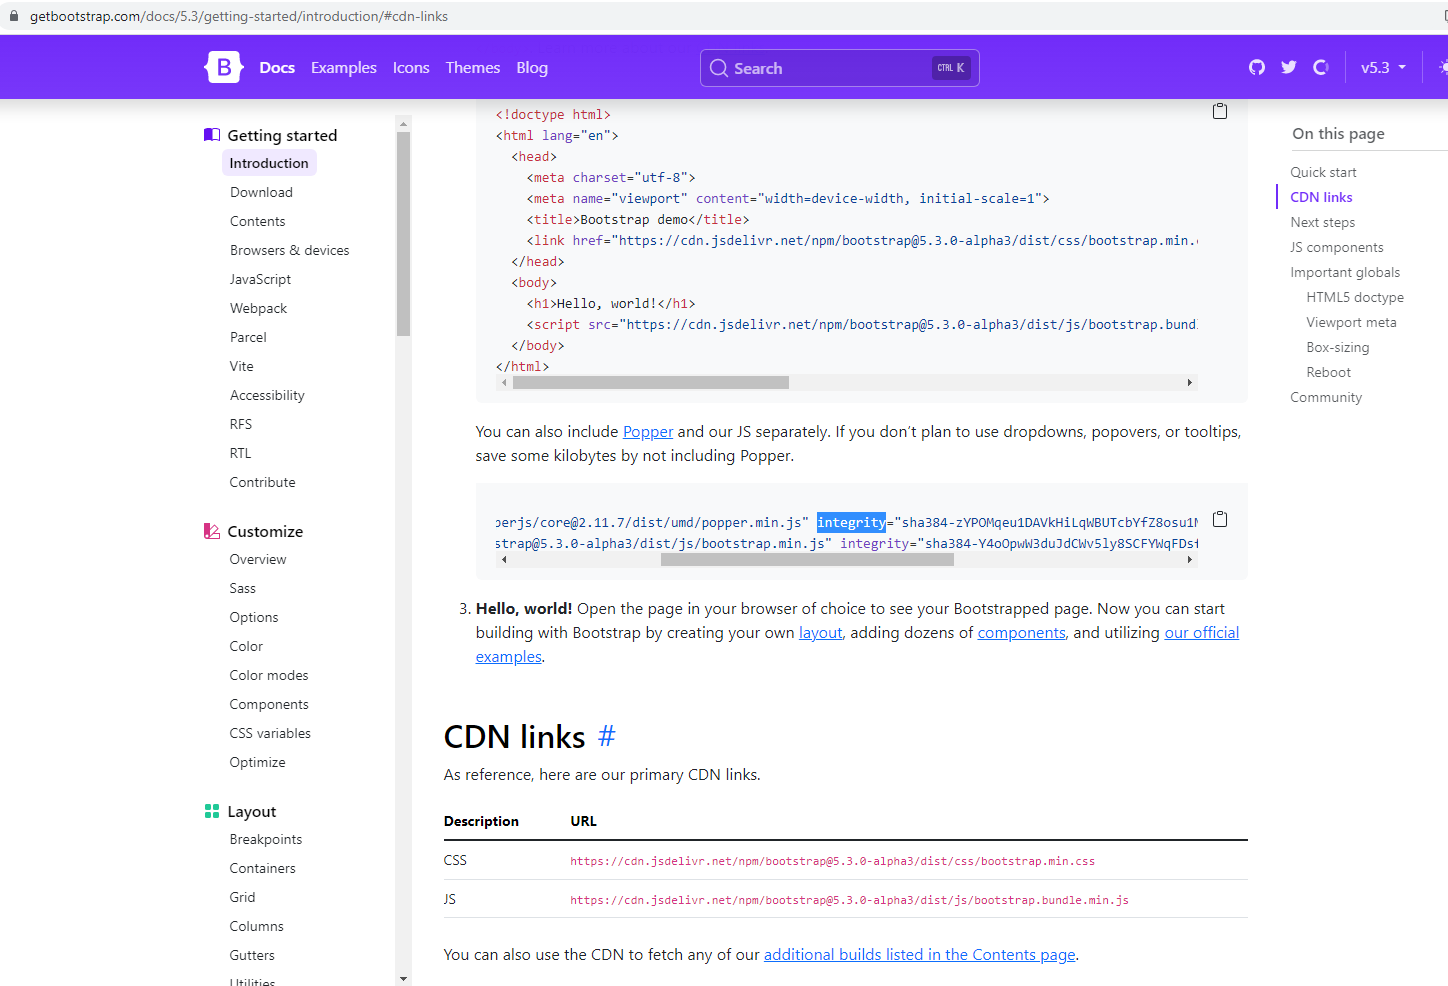 getbootstrap.com/docs/5.3/getting-started/introduction/#cdn-links
B Docs Examples Icons Themes Blog Search CTRL K v5.3
Getting started
Introduction
Download
Contents
Browsers & devices
JavaScript
Webpack
Parcel
Vite
Accessibility
RFS
RTL
Contribute
Customize
Overview
Sass
Options
Color
Color modes
Components
CSS variables
Optimize
Layout
Breakpoints
Containers
Grid
Columns
Gutters
Utilities
<!doctype html>
<html lang="en">
<head>
<meta charset="utf-8">
<meta name="viewport" content="width=device-width, initial-scale=1">
<title>Bootstrap demo</title>
<link href="https://cdn.jsdelivr.net/npm/bootstrap@5.3.0-alpha3/dist/css/bootstrap.min.c
</head>
<body>
<h1>Hello, world!</h1>
<script src="https://cdn.jsdelivr.net/npm/bootstrap@5.3.0-alpha3/dist/js/bootstrap.bundl
</body>
</html>
You can also include Popper and our JS separately. If you don’t plan to use dropdowns, popovers, or tooltips,
save some kilobytes by not including Popper.
perjs/core@2.11.7/dist/umd/popper.min.js" integrity="sha384-zYPOMqeu1DAVkHiLqWBUTcbYfZ8osu1N
strap@5.3.0-alpha3/dist/js/bootstrap.min.js" integrity="sha384-Y4oOpwW3duJdCWv5ly8SCFYWqFDsf
3. Hello, world! Open the page in your browser of choice to see your Bootstrapped page. Now you can start
building with Bootstrap by creating your own layout, adding dozens of components, and utilizing our official
examples.
CDN links #
As reference, here are our primary CDN links.
Description URL
CSS https://cdn.jsdelivr.net/npm/bootstrap@5.3.0-alpha3/dist/css/bootstrap.min.css
JS https://cdn.jsdelivr.net/npm/bootstrap@5.3.0-alpha3/dist/js/bootstrap.bundle.min.js
You can also use the CDN to fetch any of our additional builds listed in the Contents page.
On this page
Quick start
CDN links
Next steps
JS components
Important globals
HTML5 doctype
Viewport meta
Box-sizing
Reboot
Community